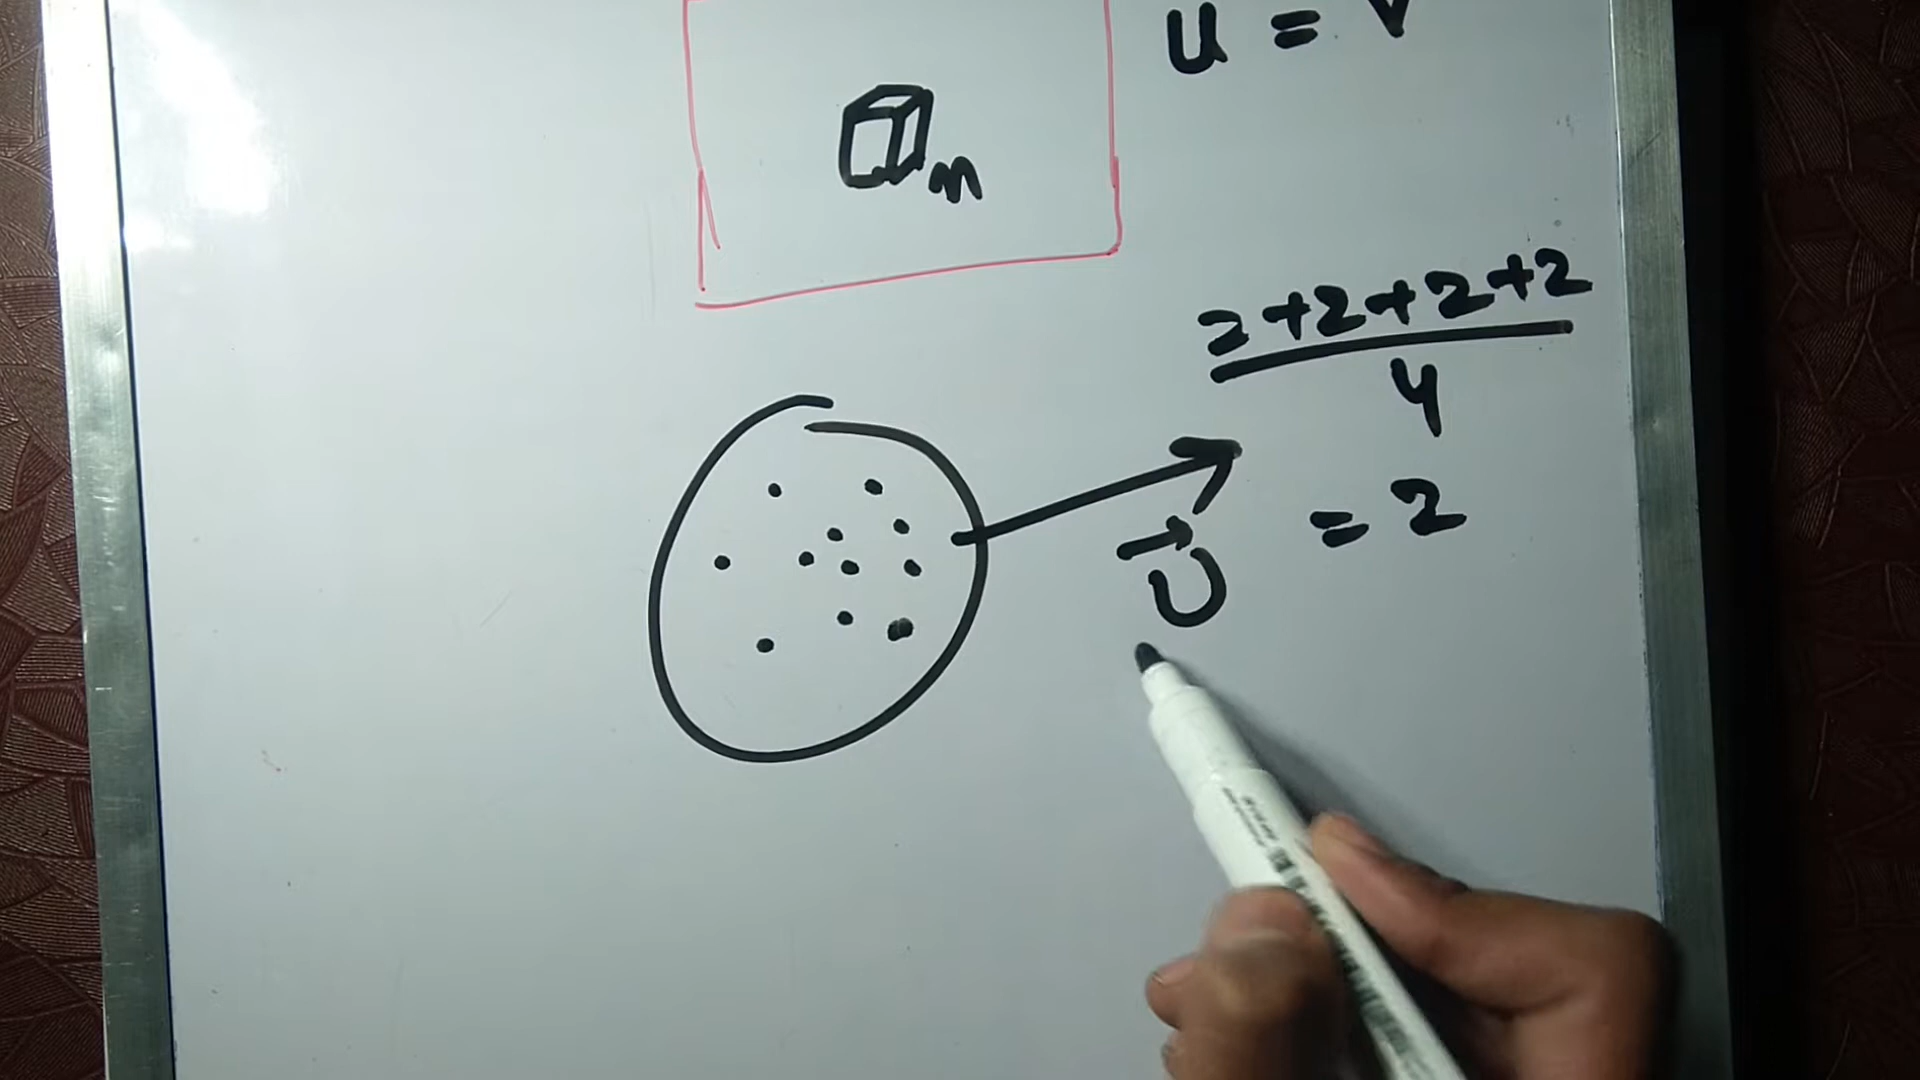 u =
m
2+2+2+2
4
= 2
→
U